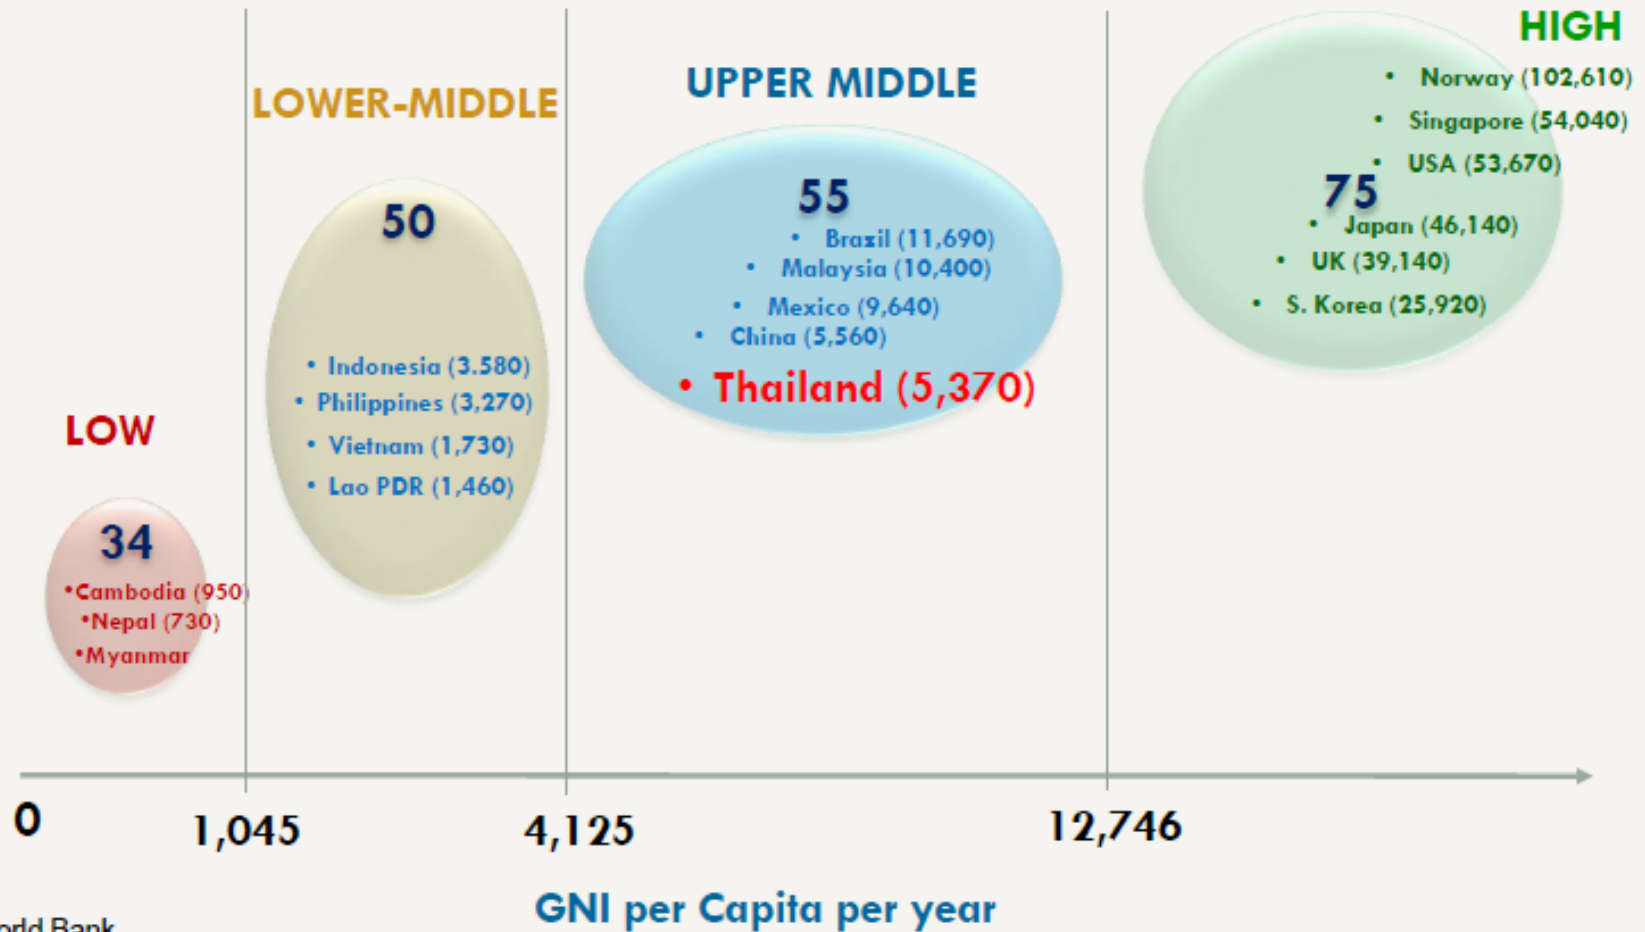 LOW
34
•Cambodia (950)
•Nepal (730)
•Myanmar
LOWER-MIDDLE
50
• Indonesia (3.580)
• Philippines (3,270)
• Vietnam (1,730)
• Lao PDR (1,460)
UPPER MIDDLE
55
• Brazil (11,690)
• Malaysia (10,400)
• Mexico (9,640)
• China (5,560)
• Thailand (5,370)
HIGH
• Norway (102,610)
• Singapore (54,040)
• USA (53,670)
75
• Japan (46,140)
• UK (39,140)
• S. Korea (25,920)
0
1,045
4,125
12,746
GNI per Capita per year
Bank